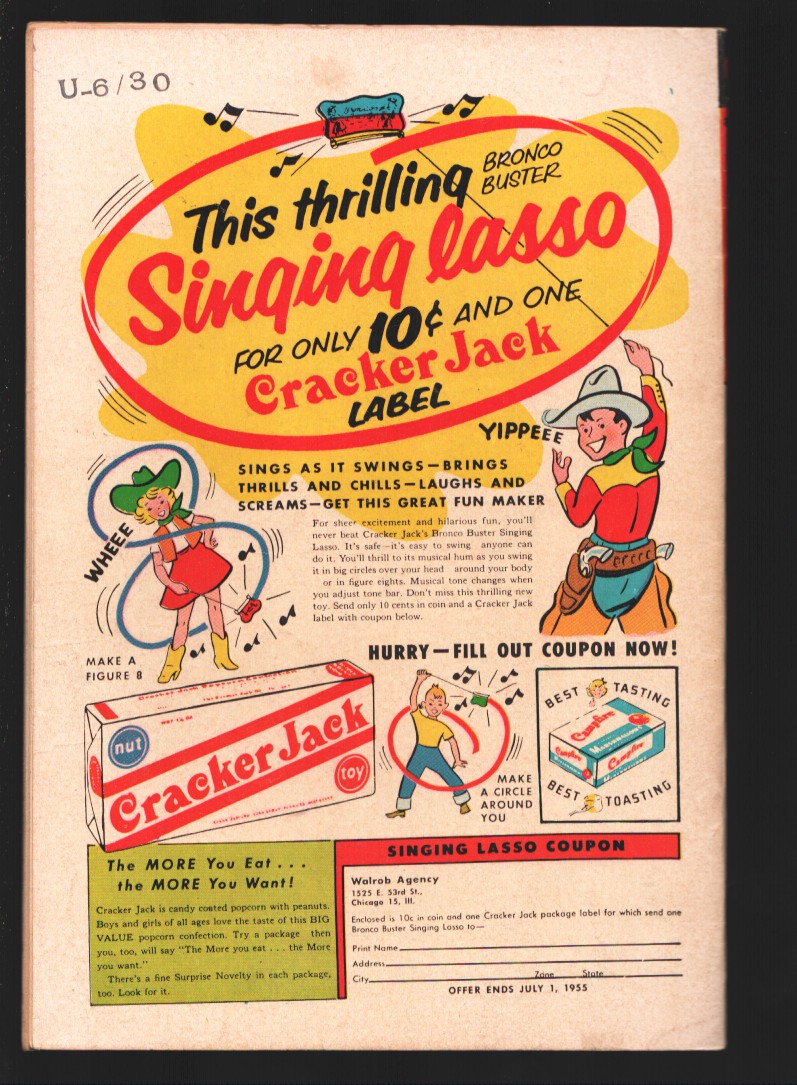 U-6/30
This thrilling BRONCO
BUSTER
Singing lasso
FOR ONLY 10¢ AND ONE
Cracker Jack
LABEL
YIPPEEE
WHEEE
SINGS AS IT SWINGS—BRINGS
THRILLS AND CHILLS—LAUGHS AND
SCREAMS—GET THIS GREAT FUN MAKER
For sheer excitement and hilarious fun, you'll
never beat Cracker Jack's Bronco Buster Singing
Lasso. It's safe—it's easy to swing anyone can
do it. You'll thrill to its musical hum as you swing
it in big circles over your head around your body
or in figure eights. Musical tone changes when
you adjust tone bar. Don't miss this thrilling new
toy. Send only 10 cents in coin and a Cracker Jack
label with coupon below.
MAKE A
FIGURE 8
HURRY—FILL OUT COUPON NOW!
nut
Cracker Jack
toy
MAKE
A CIRCLE
AROUND
YOU
BEST TASTING
Campfire
Marshmallows
Campfire
Campfire
BEST TOASTING
The MORE You Eat . . .
the MORE You Want!
Cracker Jack is candy coated popcorn with peanuts.
Boys and girls of all ages love the taste of this BIG
VALUE popcorn confection. Try a package then
you, too, will say "The More you eat . . . the More
you want."
There's a fine Surprise Novelty in each package,
too. Look for it.
SINGING LASSO COUPON
Walrob Agency
1525 E. 53rd St.,
Chicago 15, Ill.
Enclosed is 10c in coin and one Cracker Jack package label for which send one
Bronco Buster Singing Lasso to—
Print Name
Address
City Zone State
OFFER ENDS JULY 1, 1955